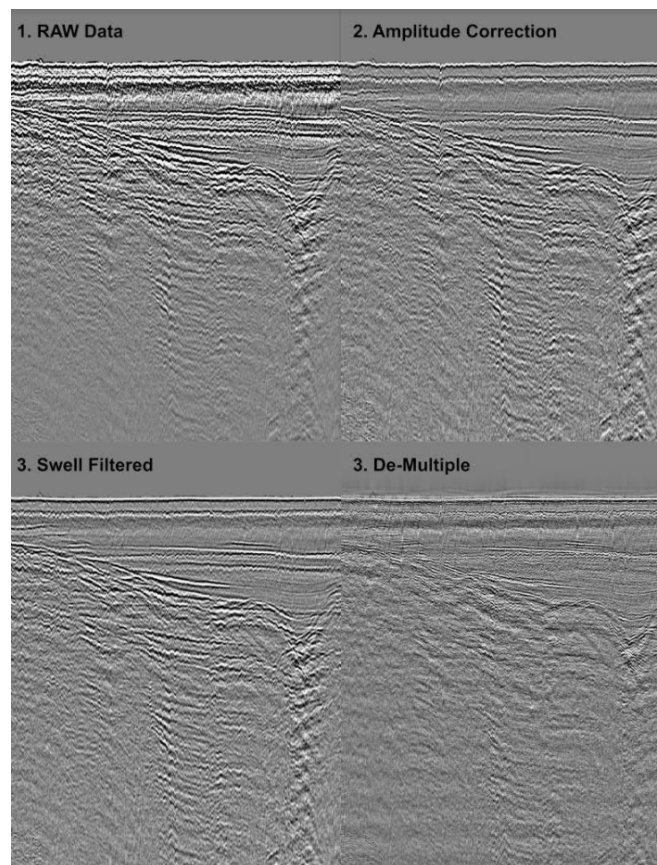 1. RAW Data
2. Amplitude Correction
3. Swell Filtered
3. De-Multiple